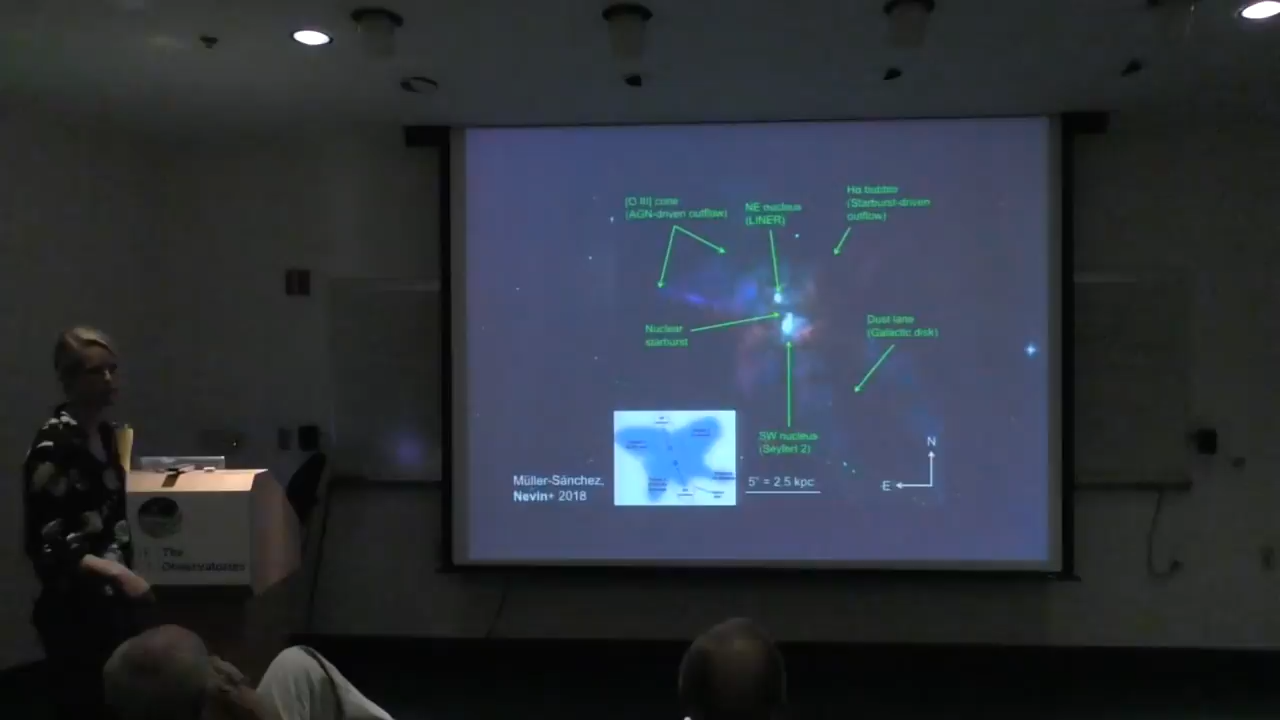 [O III] cone
(AGN-driven outflow)
NE nucleus
(LINER)
Hα bubble
(Starburst-driven
outflow)
Nuclear
starburst
Dust lane
(Galactic disk)
SW nucleus
(Seyfert 2)
Müller-Sánchez,
Nevin+ 2018
5" = 2.5 kpc
N
E
The
Observatories